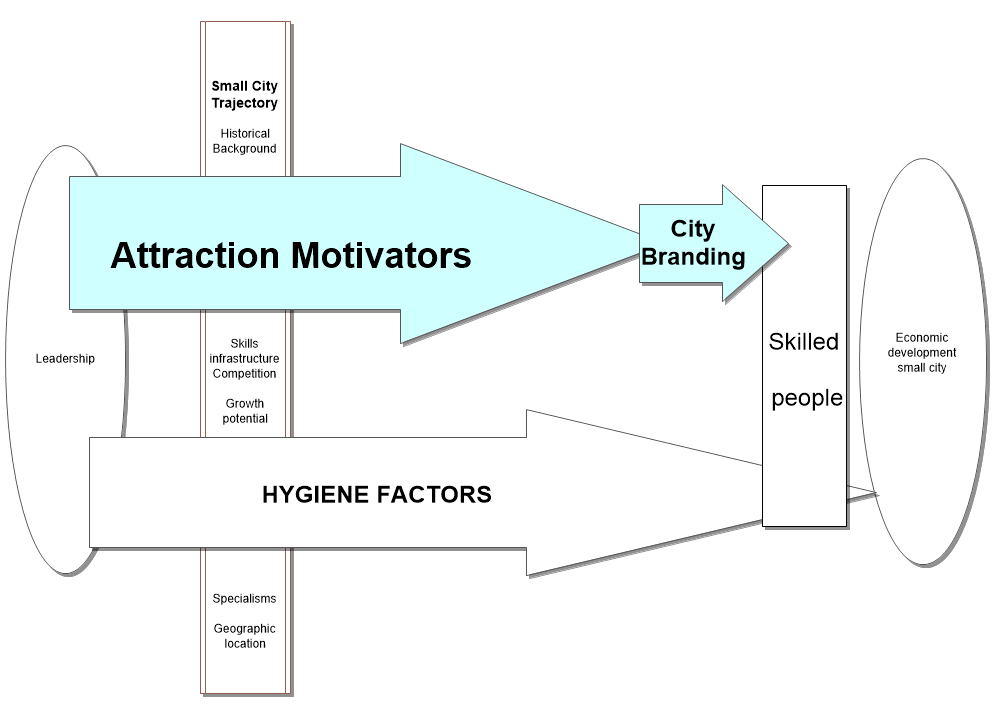 Small City
Trajectory
Historical
Background
Attraction Motivators
City
Branding
Leadership
Skills
infrastructure
Competition
Growth
potential
Skilled
people
Economic
development
small city
HYGIENE FACTORS
Specialisms
Geographic
location